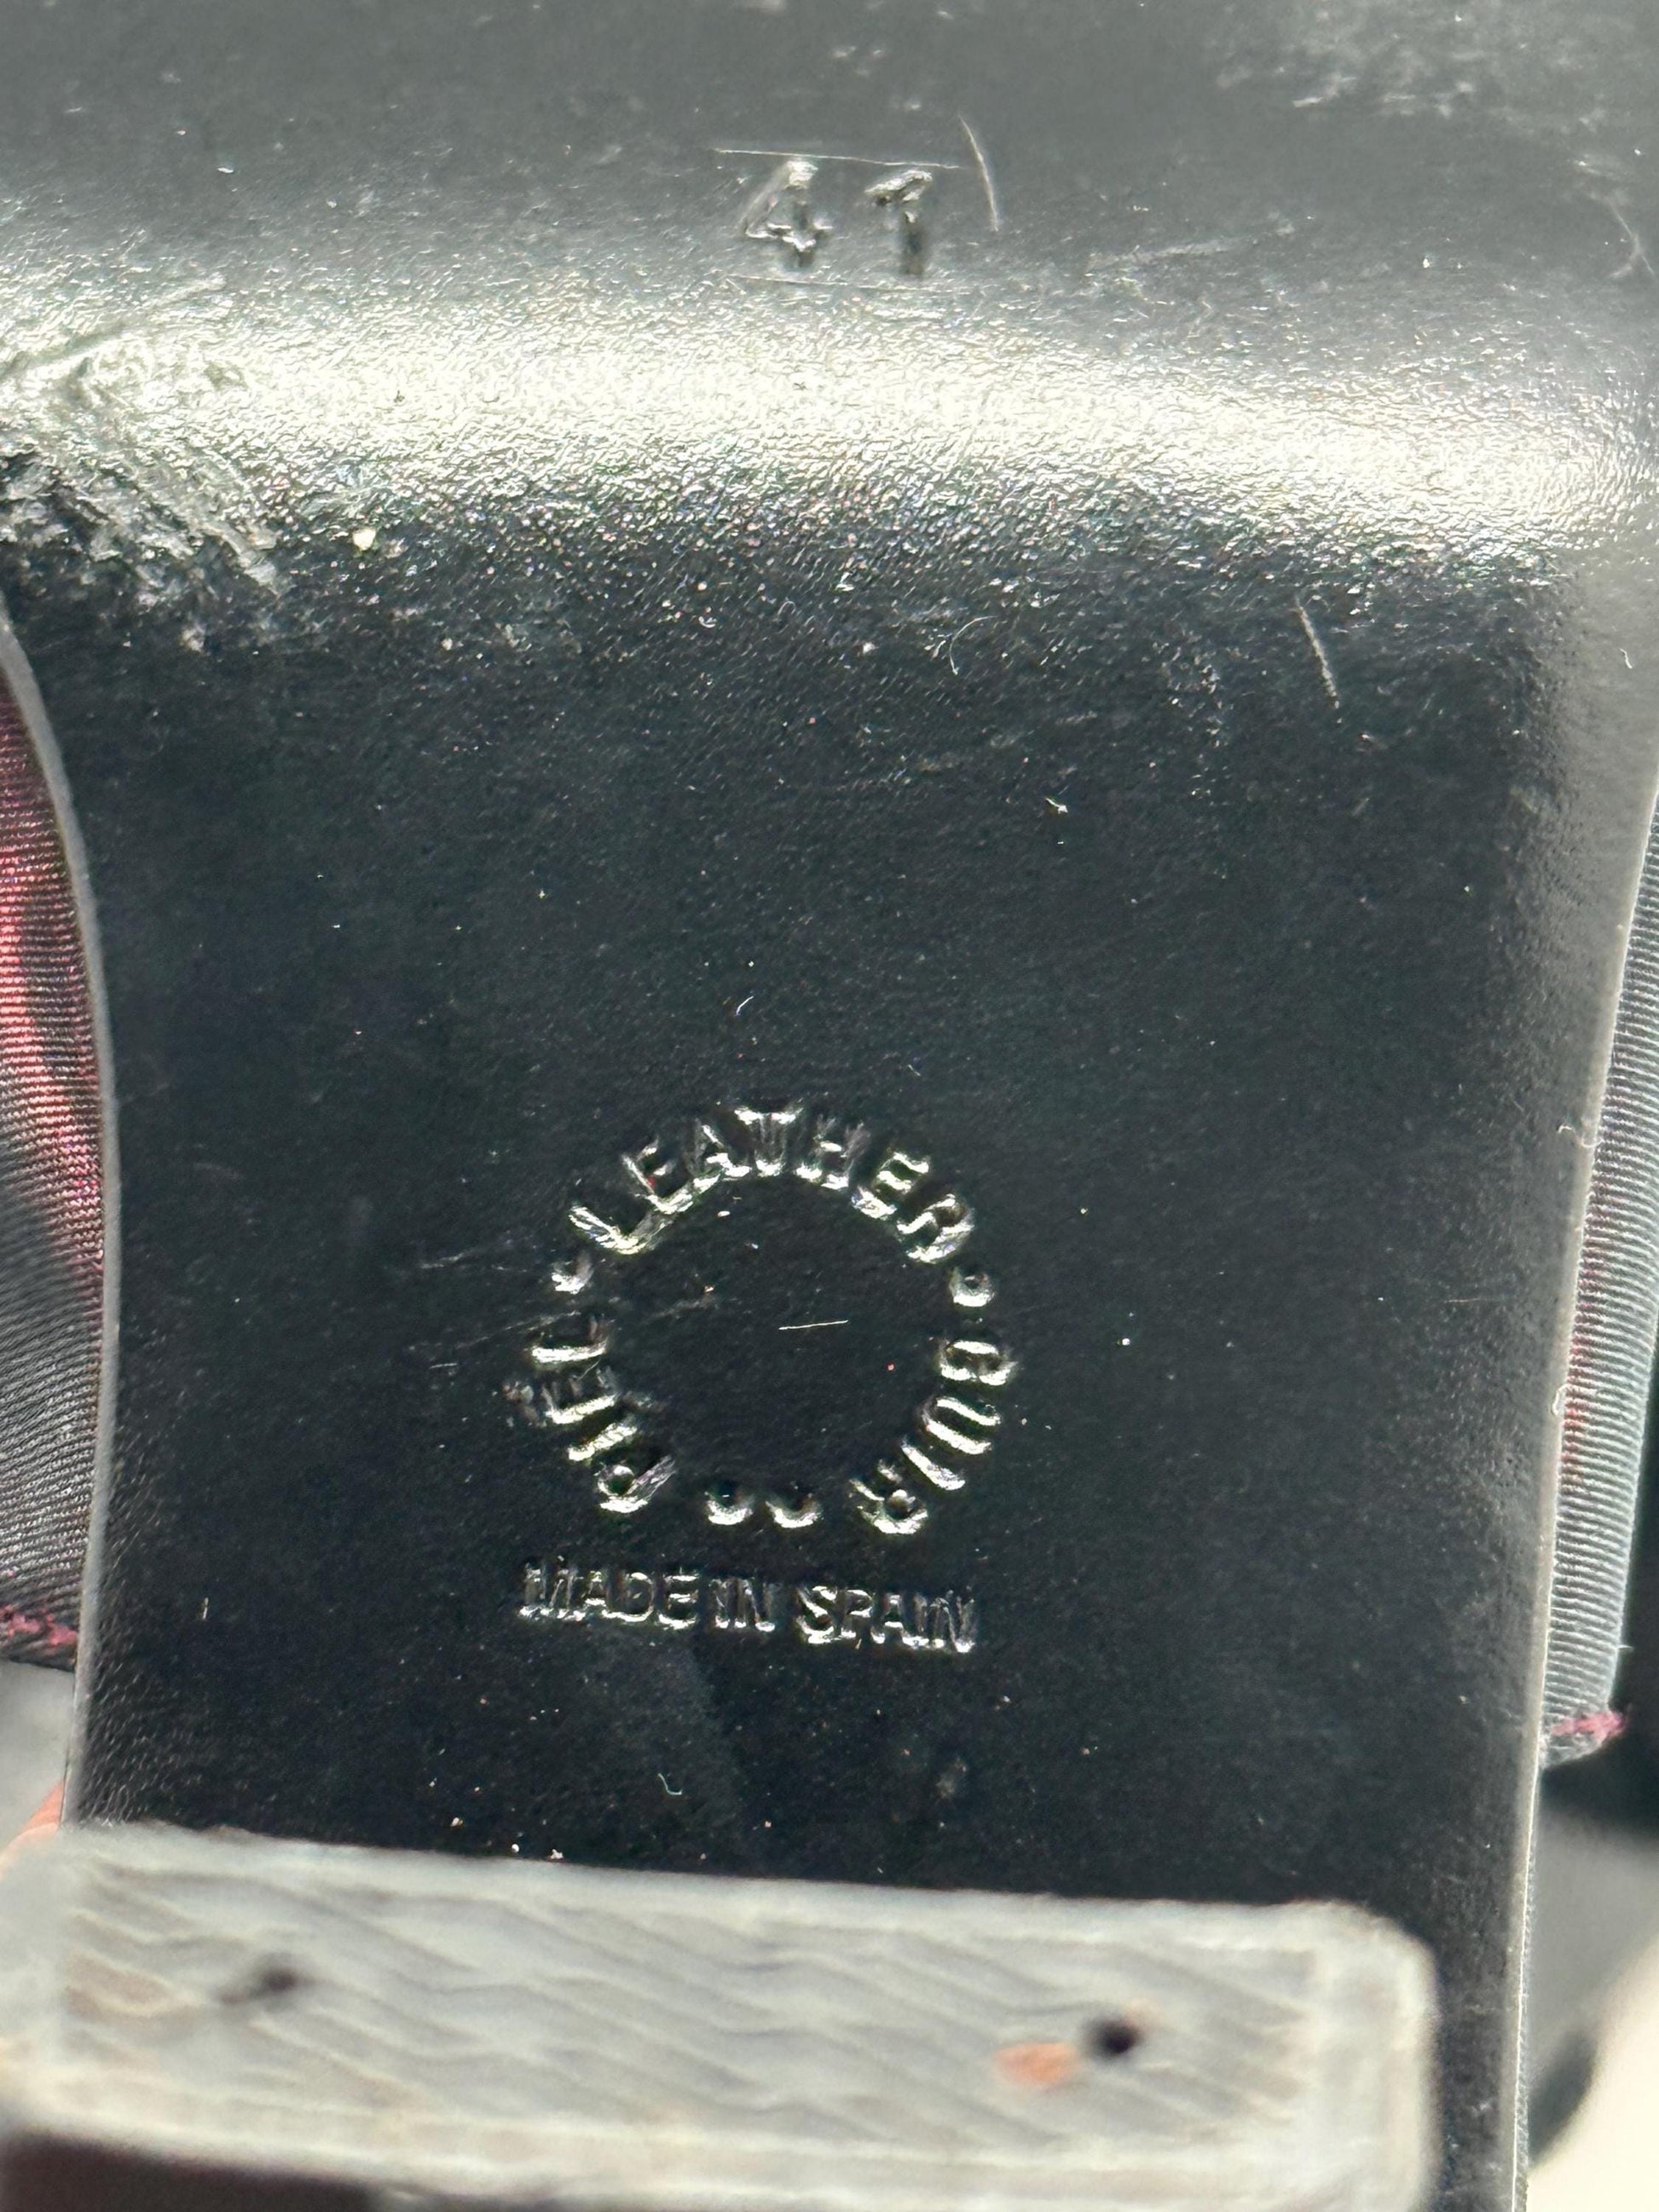 41
PIEL • LEATHER • CUIR • •
MADE IN SPAIN